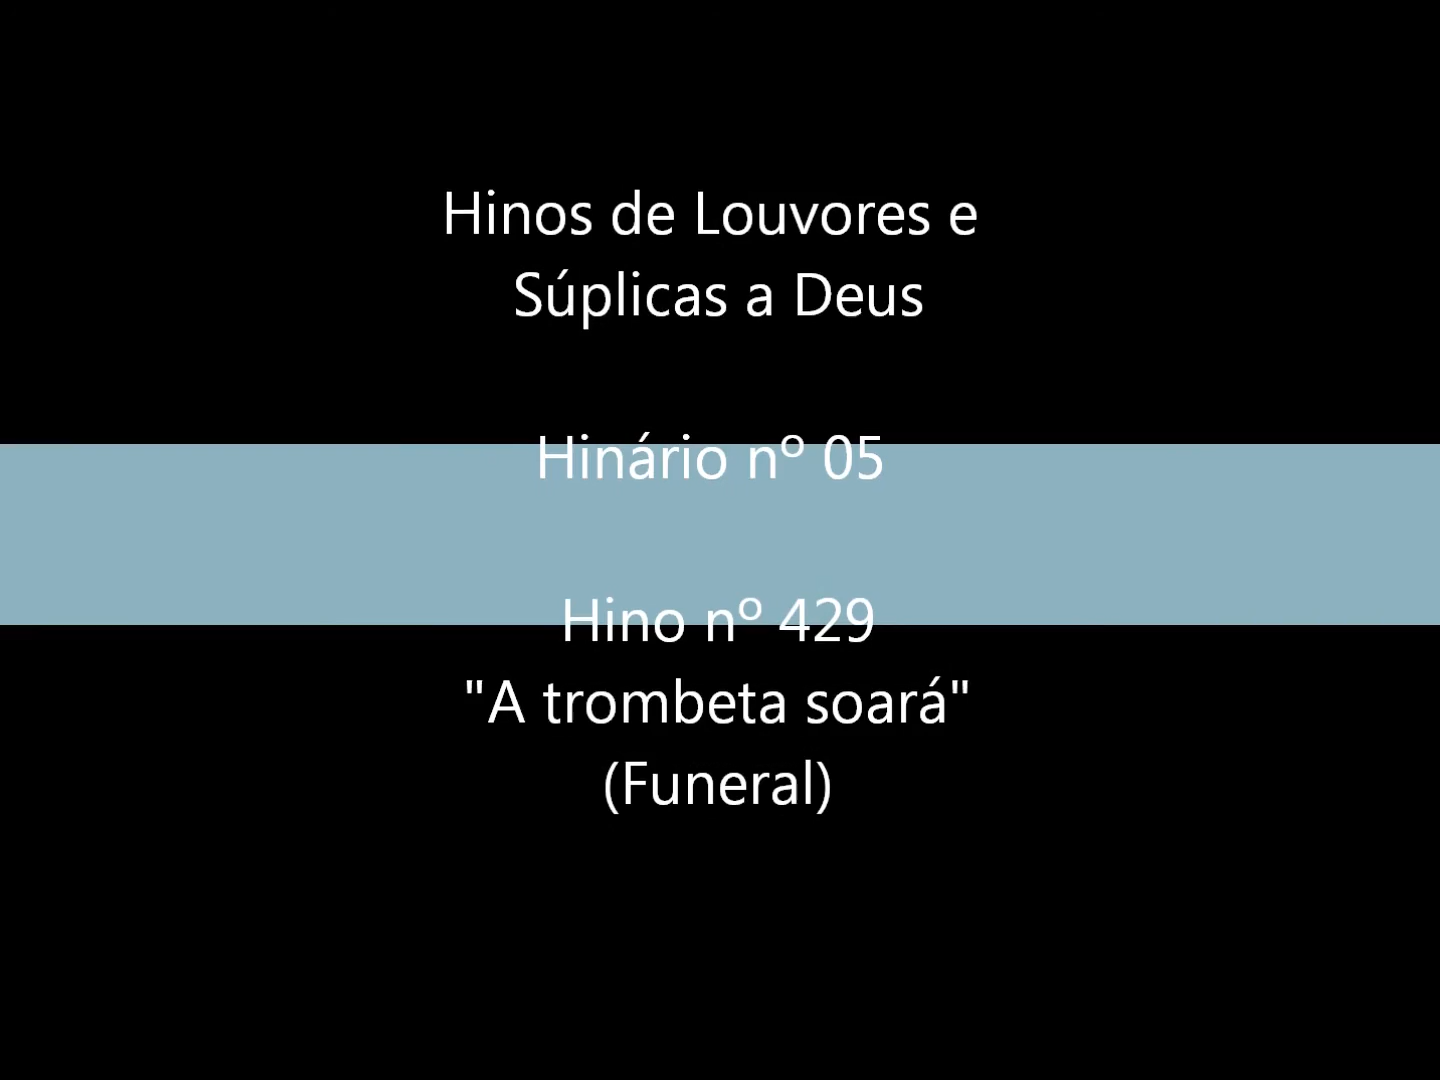 Hinos de Louvores e
Súplicas a Deus
Hinário nº 05
Hino nº 429
"A trombeta soará"
(Funeral)